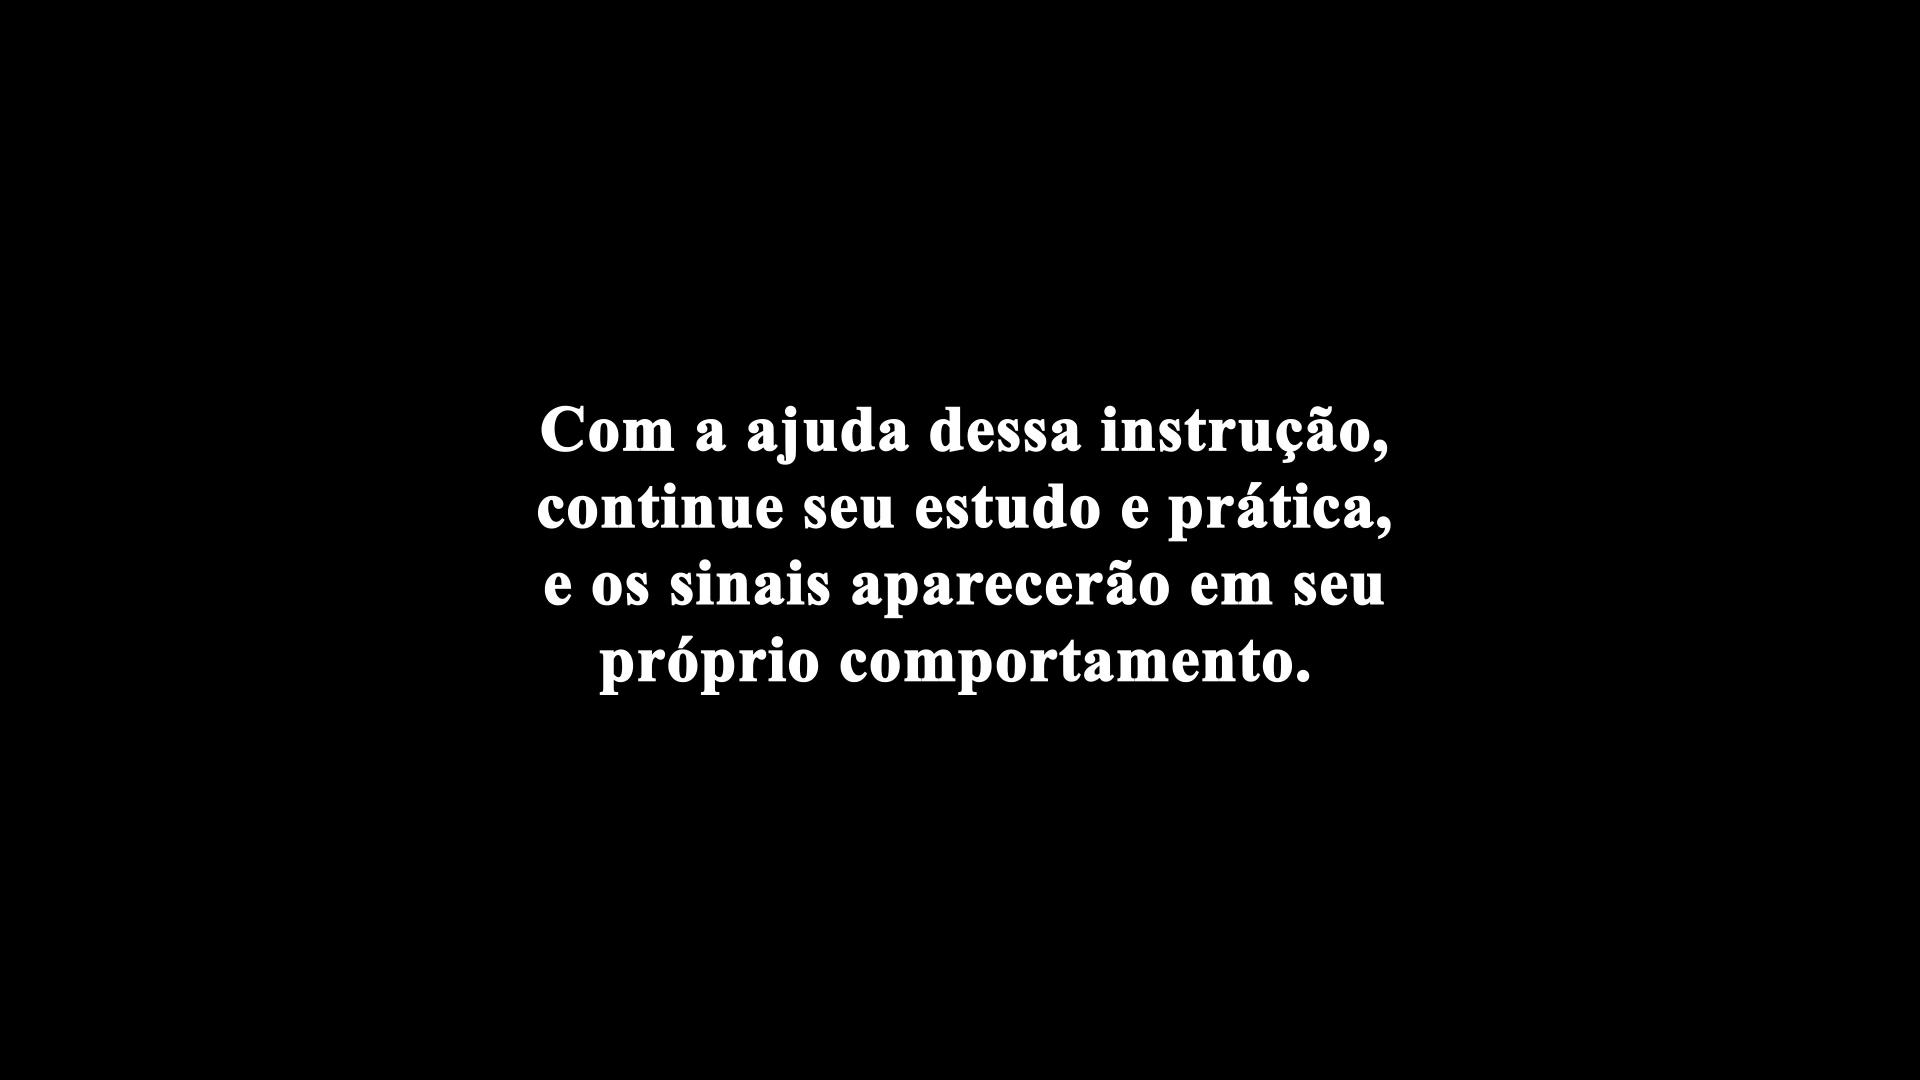 Com a ajuda dessa instrução,
continue seu estudo e prática,
e os sinais aparecerão em seu
próprio comportamento.